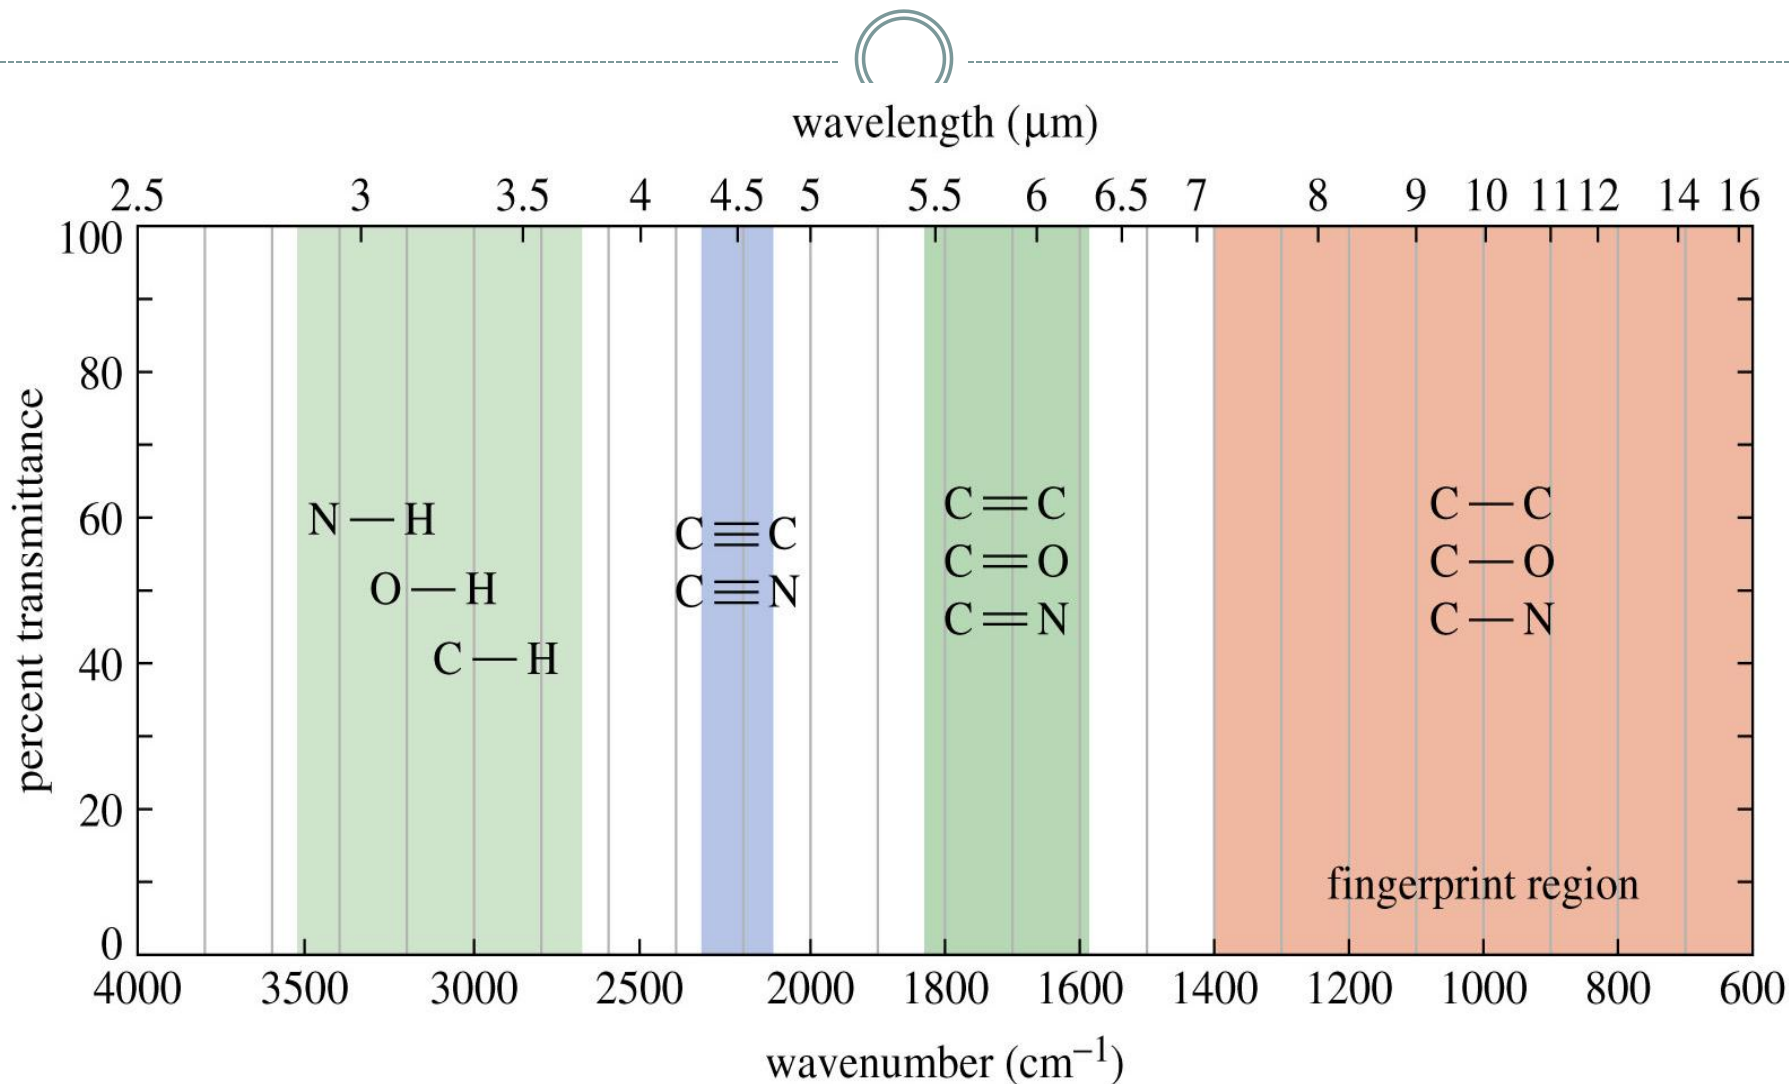 wavelength (μm)
2.5 3 3.5 4 4.5 5 5.5 6 6.5 7 8 9 10 11 12 14 16
100
80
60
40
20
0
percent transmittance
N—H
O—H
C—H
C≡C
C≡N
C=C
C=O
C=N
C—C
C—O
C—N
fingerprint region
4000 3500 3000 2500 2000 1800 1600 1400 1200 1000 800 600
wavenumber (cm⁻¹)